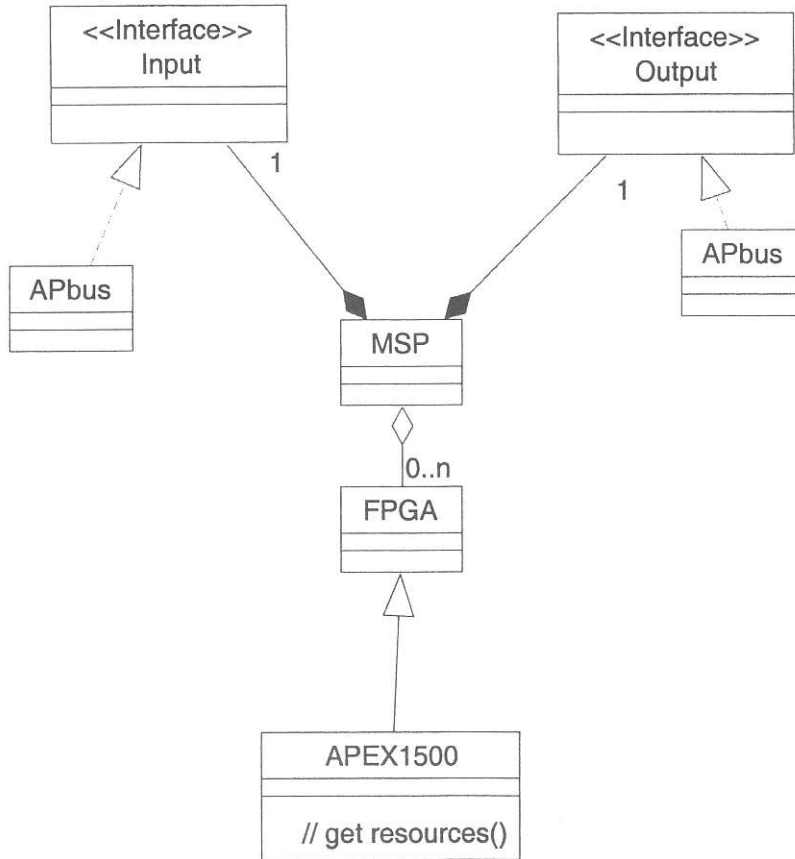 <<Interface>>
Input
<<Interface>>
Output
1
1
APbus
APbus
MSP
0..n
FPGA
APEX1500
// get resources()